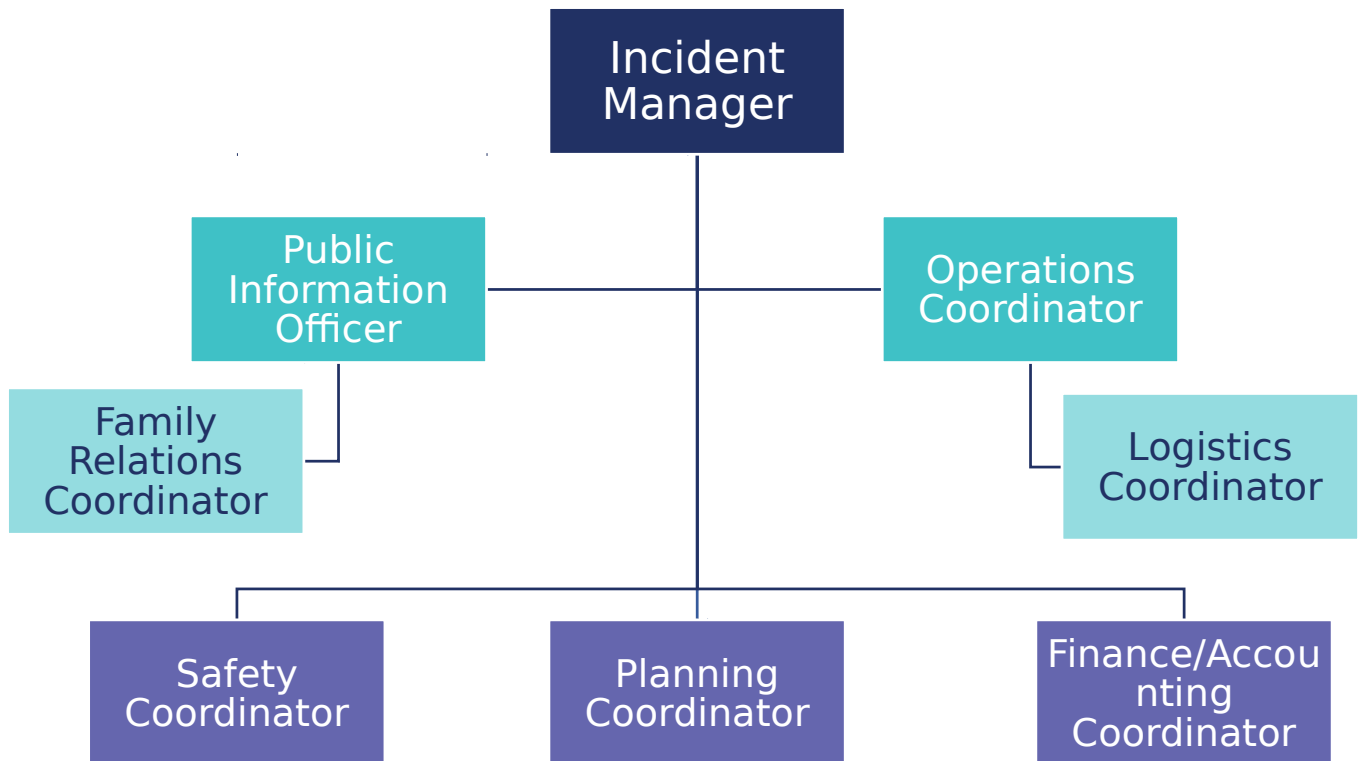 Incident
Manager
Public
Information
Officer
Operations
Coordinator
Family
Relations
Coordinator
Logistics
Coordinator
Safety
Coordinator
Planning
Coordinator
Finance/Accou
nting
Coordinator